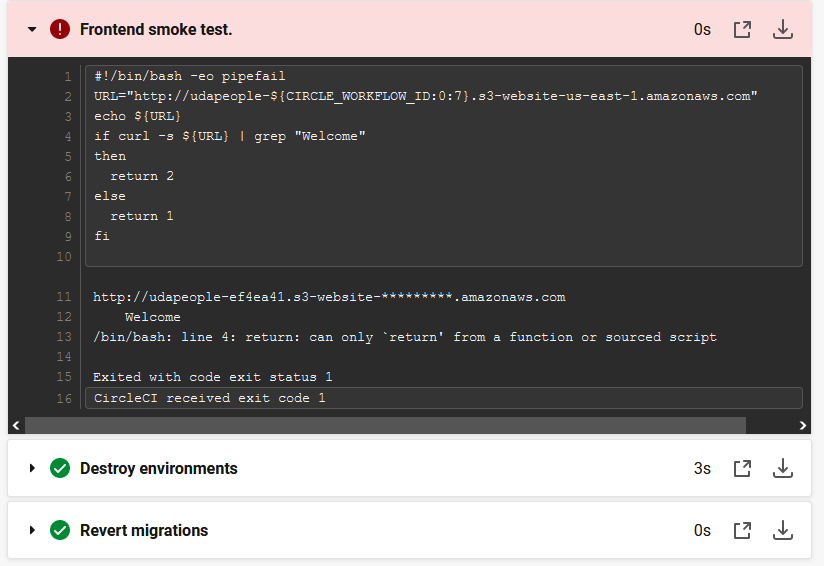 Frontend smoke test. 0s
1 #!/bin/bash -eo pipefail
2 URL="http://udapeople-${CIRCLE_WORKFLOW_ID:0:7}.s3-website-us-east-1.amazonaws.com"
3 echo ${URL}
4 if curl -s ${URL} | grep "Welcome"
5 then
6   return 2
7 else
8   return 1
9 fi
10
11 http://udapeople-ef4ea41.s3-website-*********.amazonaws.com
12     Welcome
13 /bin/bash: line 4: return: can only `return' from a function or sourced script
14
15 Exited with code exit status 1
16 CircleCI received exit code 1
Destroy environments 3s
Revert migrations 0s